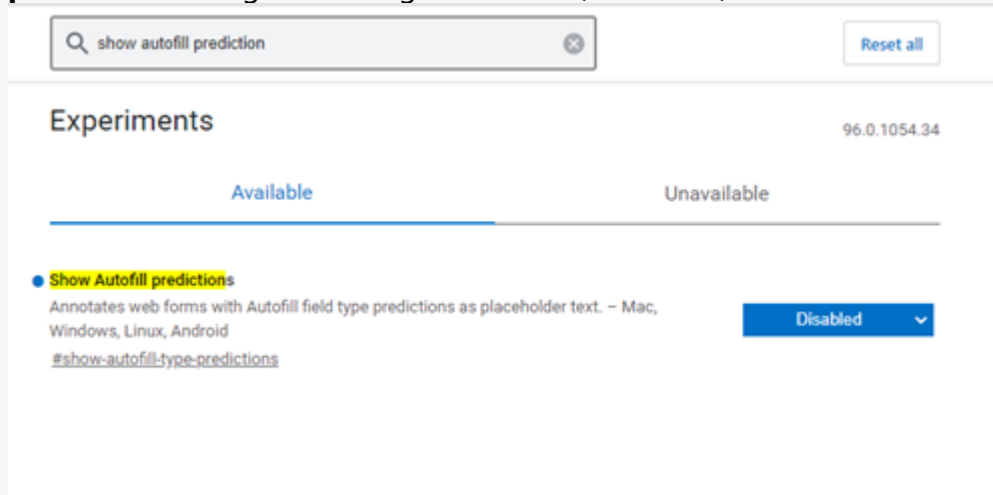 show autofill prediction
Reset all
Experiments
96.0.1054.34
Available
Unavailable
Show Autofill predictions
Annotates web forms with Autofill field type predictions as placeholder text. – Mac,
Windows, Linux, Android
Disabled
#show-autofill-type-predictions